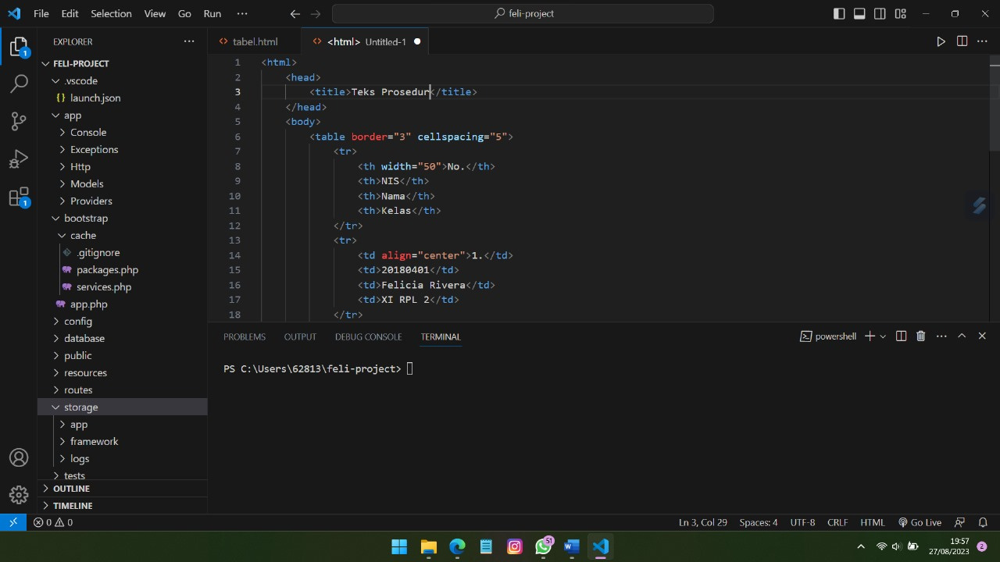 File Edit Selection View Go Run ···
feli-project
EXPLORER ···
tabel.html
<html> Untitled-1
1
FELI-PROJECT
.vscode
launch.json
app
Console
Exceptions
Http
Models
Providers
bootstrap
cache
.gitignore
packages.php
services.php
app.php
config
database
public
resources
routes
storage
app
framework
logs
tests
OUTLINE
TIMELINE
1
1 <html>
2 <head>
3 <title>Teks Prosedur</title>
4 </head>
5 <body>
6 <table border="3" cellspacing="5">
7 <tr>
8 <th width="50">No.</th>
9 <th>NIS</th>
10 <th>Nama</th>
11 <th>Kelas</th>
12 </tr>
13 <tr>
14 <td align="center">1.</td>
15 <td>20180401</td>
16 <td>Felicia Rivera</td>
17 <td>XI RPL 2</td>
18 </tr>
PROBLEMS OUTPUT DEBUG CONSOLE TERMINAL
powershell
PS C:\Users\62813\feli-project>
0 0
Ln 3, Col 29 Spaces: 4 UTF-8 CRLF HTML Go Live
51
19:57
27/08/2023
2